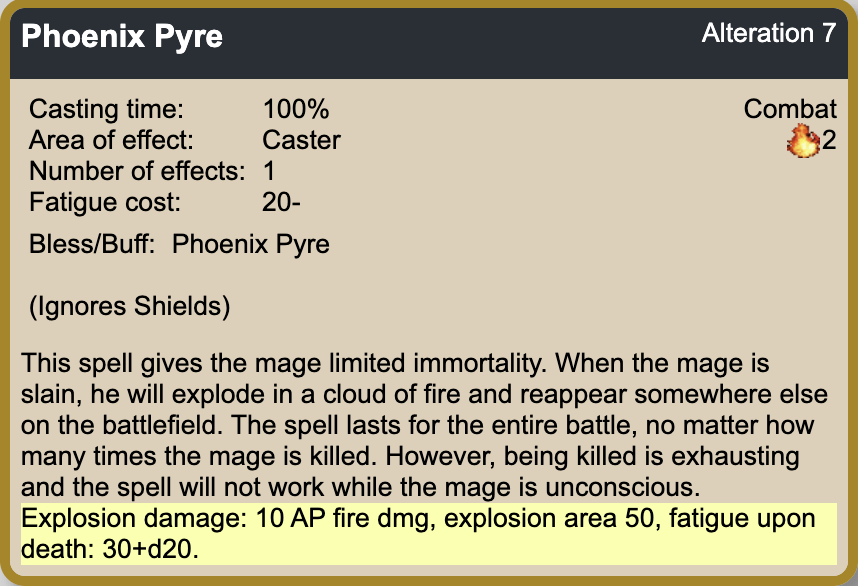 Phoenix Pyre
Alteration 7
Casting time: 100%
Combat
Area of effect: Caster
2
Number of effects: 1
Fatigue cost: 20-
Bless/Buff: Phoenix Pyre
(Ignores Shields)
This spell gives the mage limited immortality. When the mage is
slain, he will explode in a cloud of fire and reappear somewhere else
on the battlefield. The spell lasts for the entire battle, no matter how
many times the mage is killed. However, being killed is exhausting
and the spell will not work while the mage is unconscious.
Explosion damage: 10 AP fire dmg, explosion area 50, fatigue upon
death: 30+d20.